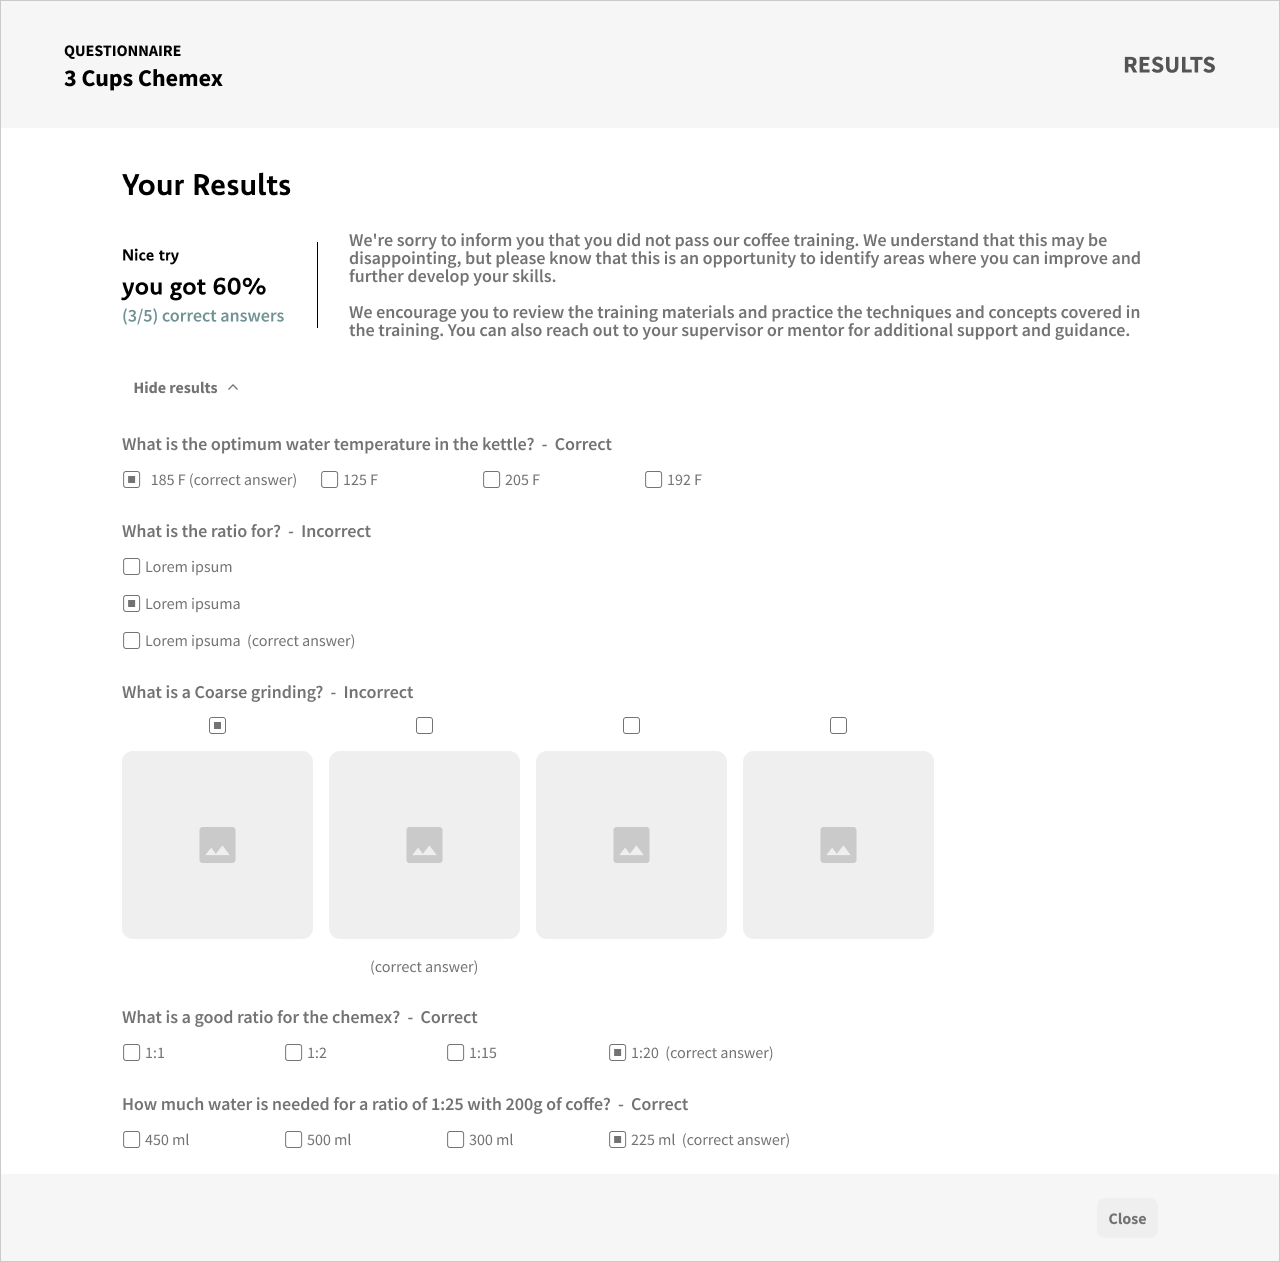 QUESTIONNAIRE
3 Cups Chemex
RESULTS
Your Results
Nice try
you got 60%
(3/5) correct answers
We're sorry to inform you that you did not pass our coffee training. We understand that this may be
disappointing, but please know that this is an opportunity to identify areas where you can improve and
further develop your skills.
We encourage you to review the training materials and practice the techniques and concepts covered in
the training. You can also reach out to your supervisor or mentor for additional support and guidance.
Hide results
What is the optimum water temperature in the kettle? - Correct
185 F (correct answer) 125 F 205 F 192 F
What is the ratio for? - Incorrect
Lorem ipsum
Lorem ipsuma
Lorem ipsuma (correct answer)
What is a Coarse grinding? - Incorrect
(correct answer)
What is a good ratio for the chemex? - Correct
1:1 1:2 1:15 1:20 (correct answer)
How much water is needed for a ratio of 1:25 with 200g of coffe? - Correct
450 ml 500 ml 300 ml 225 ml (correct answer)
Close